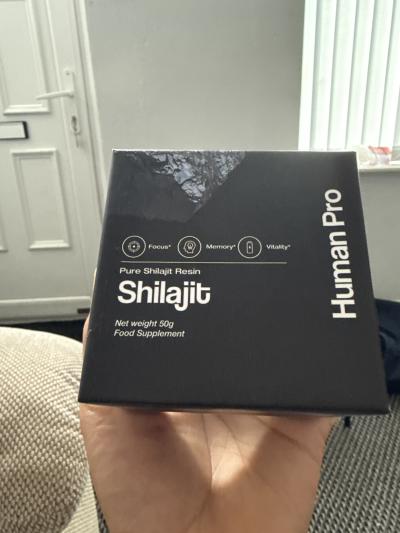 Focus* Memory* Vitality*
Pure Shilajit Resin
Shilajit
Net weight 50g
Food Supplement
Human Pro